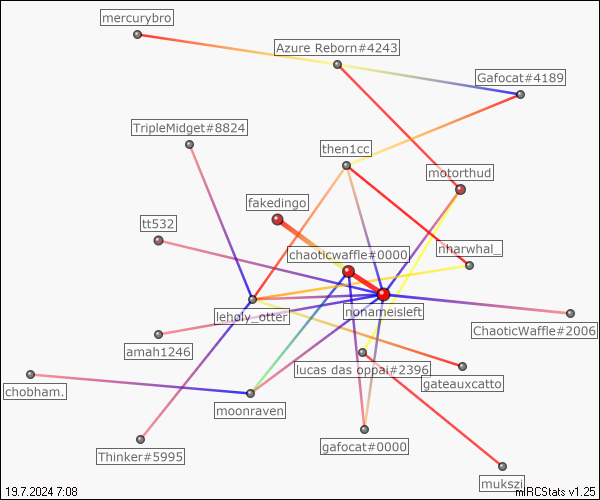 mercurybro
Azure Reborn#4243
Gafocat#4189
TripleMidget#8824
then1cc
motorthud
fakedingo
tt532
chaoticwaffle#0000
nharwhal_
leholy_otter
nonameisleft
ChaoticWaffle#2006
amah1246
lucas das oppai#2396
gateauxcatto
chobham.
moonraven
gafocat#0000
Thinker#5995
mukszi
19.7.2024 7:08
mIRCStats v1.25